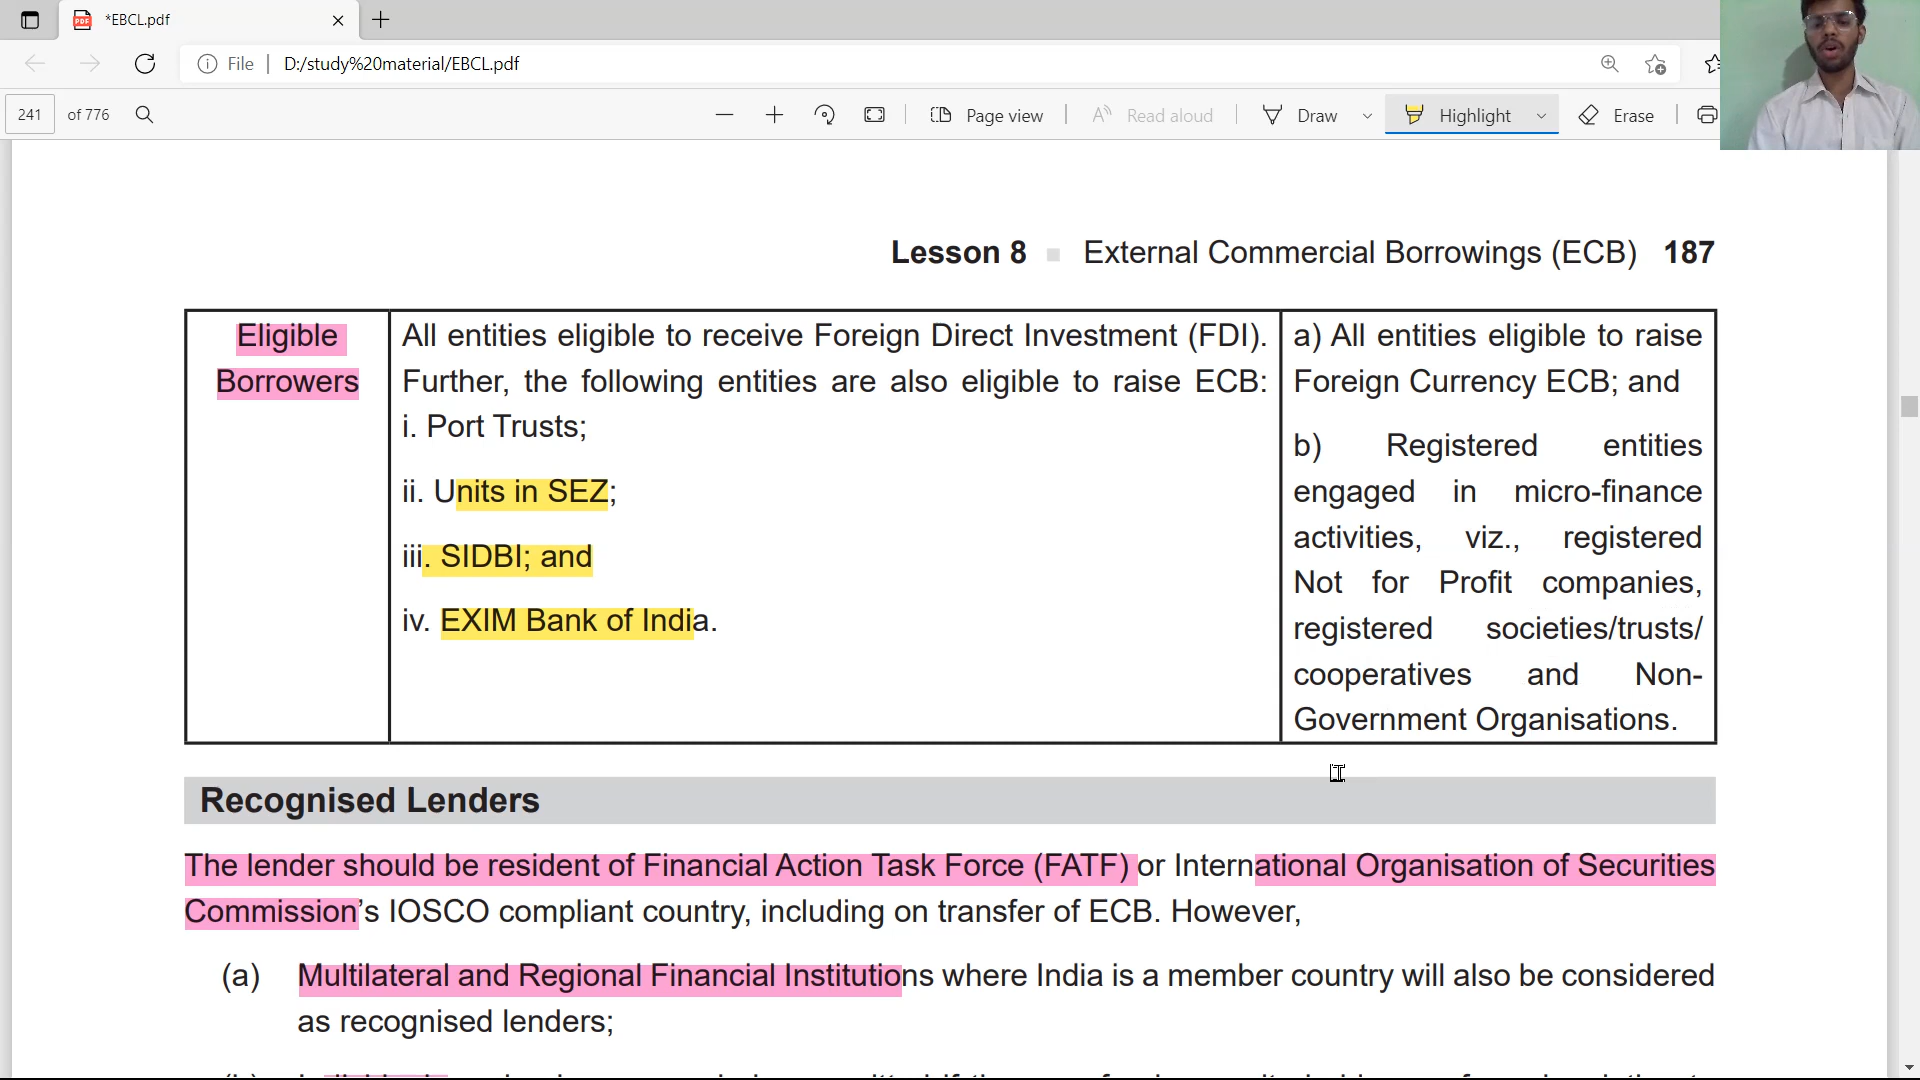 *EBCL.pdf
File
D:/study%20material/EBCL.pdf
241
of 776
Page view
Read aloud
Draw
Highlight
Erase
Lesson 8 External Commercial Borrowings (ECB) 187
Eligible
Borrowers
All entities eligible to receive Foreign Direct Investment (FDI).
Further, the following entities are also eligible to raise ECB:
i. Port Trusts;
ii. Units in SEZ;
iii. SIDBI; and
iv. EXIM Bank of India.
a) All entities eligible to raise
Foreign Currency ECB; and
b) Registered entities
engaged in micro-finance
activities, viz., registered
Not for Profit companies,
registered societies/trusts/
cooperatives and Non-
Government Organisations.
Recognised Lenders
The lender should be resident of Financial Action Task Force (FATF) or International Organisation of Securities
Commission's IOSCO compliant country, including on transfer of ECB. However,
(a) Multilateral and Regional Financial Institutions where India is a member country will also be considered
as recognised lenders;